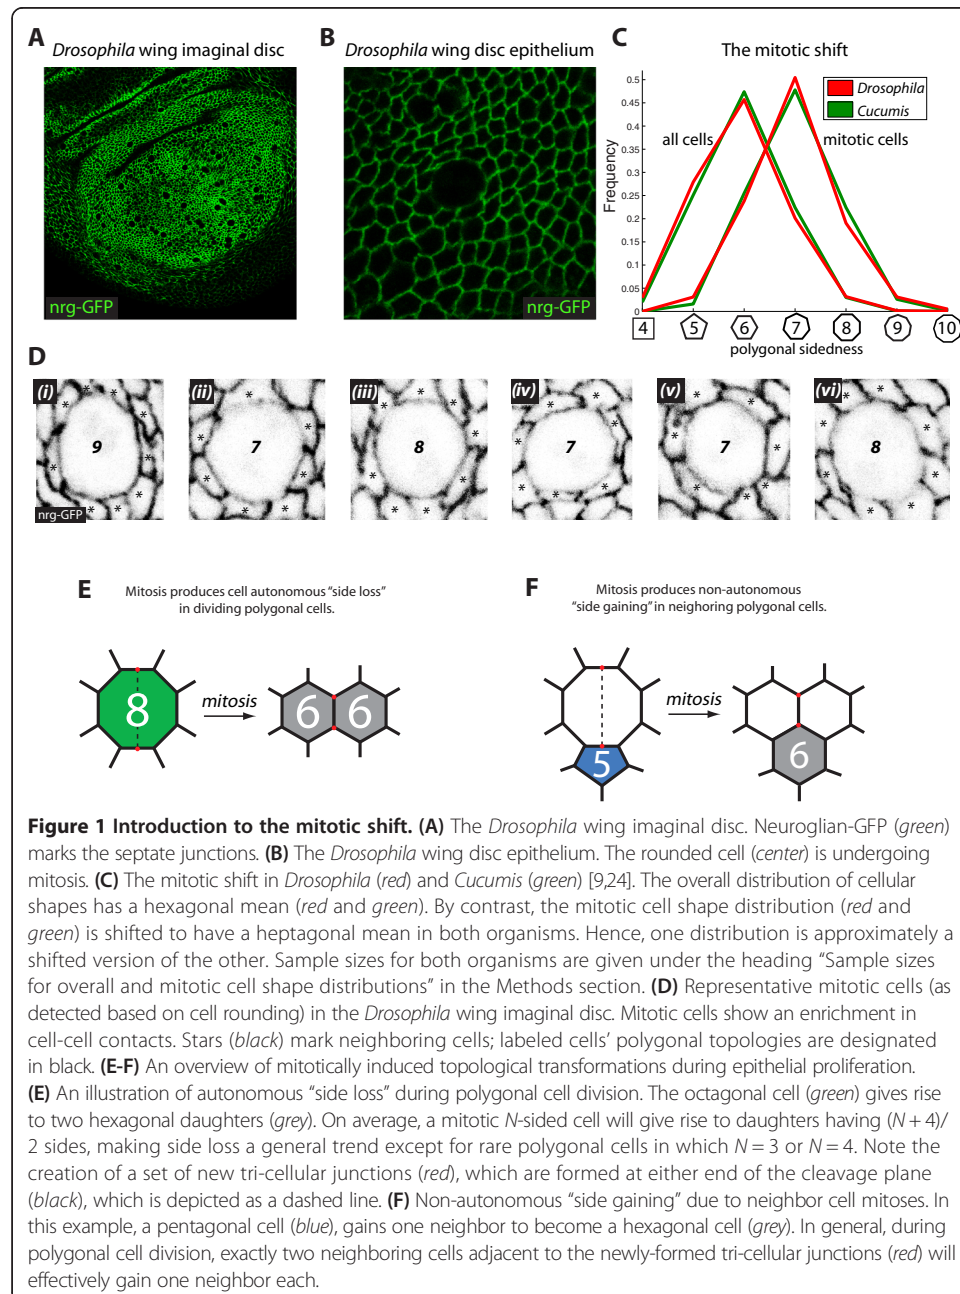 A
Drosophila wing imaginal disc
nrg-GFP
B
Drosophila wing disc epithelium
nrg-GFP
C
The mitotic shift
0.5
0.45
0.4
0.35
0.3
0.25
0.2
0.15
0.1
0.05
0
Frequency
Drosophila
Cucumis
all cells
mitotic cells
4 5 6 7 8 9 10
polygonal sidedness
D
(i) (ii) (iii) (iv) (v) (vi)
9 7 8 7 7 8
nrg-GFP
E
Mitosis produces cell autonomous “side loss”
in dividing polygonal cells.
8
mitosis
6 6
F
Mitosis produces non-autonomous
“side gaining” in neighoring polygonal cells.
5
mitosis
6
Figure 1 Introduction to the mitotic shift. (A) The Drosophila wing imaginal disc. Neuroglian-GFP (green)
marks the septate junctions. (B) The Drosophila wing disc epithelium. The rounded cell (center) is undergoing
mitosis. (C) The mitotic shift in Drosophila (red) and Cucumis (green) [9,24]. The overall distribution of cellular
shapes has a hexagonal mean (red and green). By contrast, the mitotic cell shape distribution (red and
green) is shifted to have a heptagonal mean in both organisms. Hence, one distribution is approximately a
shifted version of the other. Sample sizes for both organisms are given under the heading “Sample sizes
for overall and mitotic cell shape distributions” in the Methods section. (D) Representative mitotic cells (as
detected based on cell rounding) in the Drosophila wing imaginal disc. Mitotic cells show an enrichment in
cell-cell contacts. Stars (black) mark neighboring cells; labeled cells’ polygonal topologies are designated
in black. (E-F) An overview of mitotically induced topological transformations during epithelial proliferation.
(E) An illustration of autonomous “side loss” during polygonal cell division. The octagonal cell (green) gives rise
to two hexagonal daughters (grey). On average, a mitotic N-sided cell will give rise to daughters having (N + 4)/
2 sides, making side loss a general trend except for rare polygonal cells in which N = 3 or N = 4. Note the
creation of a set of new tri-cellular junctions (red), which are formed at either end of the cleavage plane
(black), which is depicted as a dashed line. (F) Non-autonomous “side gaining” due to neighbor cell mitoses. In
this example, a pentagonal cell (blue), gains one neighbor to become a hexagonal cell (grey). In general, during
polygonal cell division, exactly two neighboring cells adjacent to the newly-formed tri-cellular junctions (red) will
effectively gain one neighbor each.